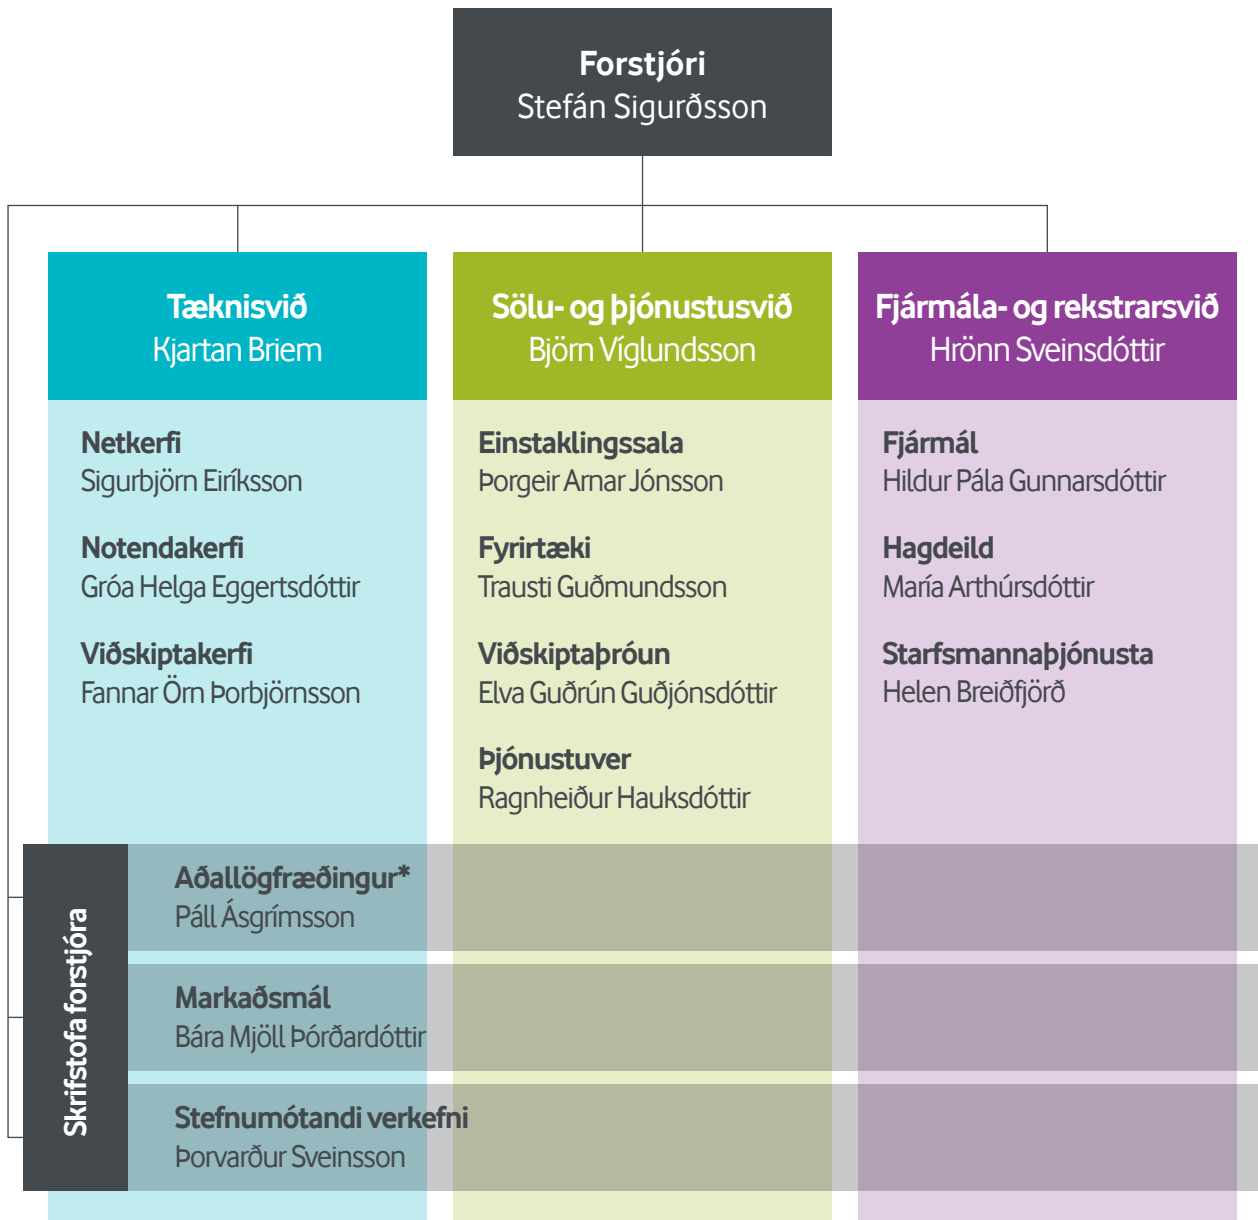 Forstjóri
Stefán Sigurðsson
Tæknisvið
Kjartan Briem
Sölu- og þjónustusvið
Björn Víglundsson
Fjármála- og rekstrarsvið
Hrönn Sveinsdóttir
Netkerfi
Sigurbjörn Eiríksson
Notendakerfi
Gróa Helga Eggertsdóttir
Viðskiptakerfi
Fannar Örn Þorbjörnsson
Einstaklingssala
Þorgeir Arnar Jónsson
Fyrirtæki
Trausti Guðmundsson
Viðskiptaþróun
Elva Guðrún Guðjónsdóttir
Þjónustuver
Ragnheiður Hauksdóttir
Fjármál
Hildur Pála Gunnarsdóttir
Hagdeild
María Arthúrsdóttir
Starfsmannaþjónusta
Helen Breiðfjörð
Skrifstofa forstjóra
Aðallögfræðingur*
Páll Ásgrímsson
Markaðsmál
Bára Mjöll Þórðardóttir
Stefnumótandi verkefni
Þorvarður Sveinsson